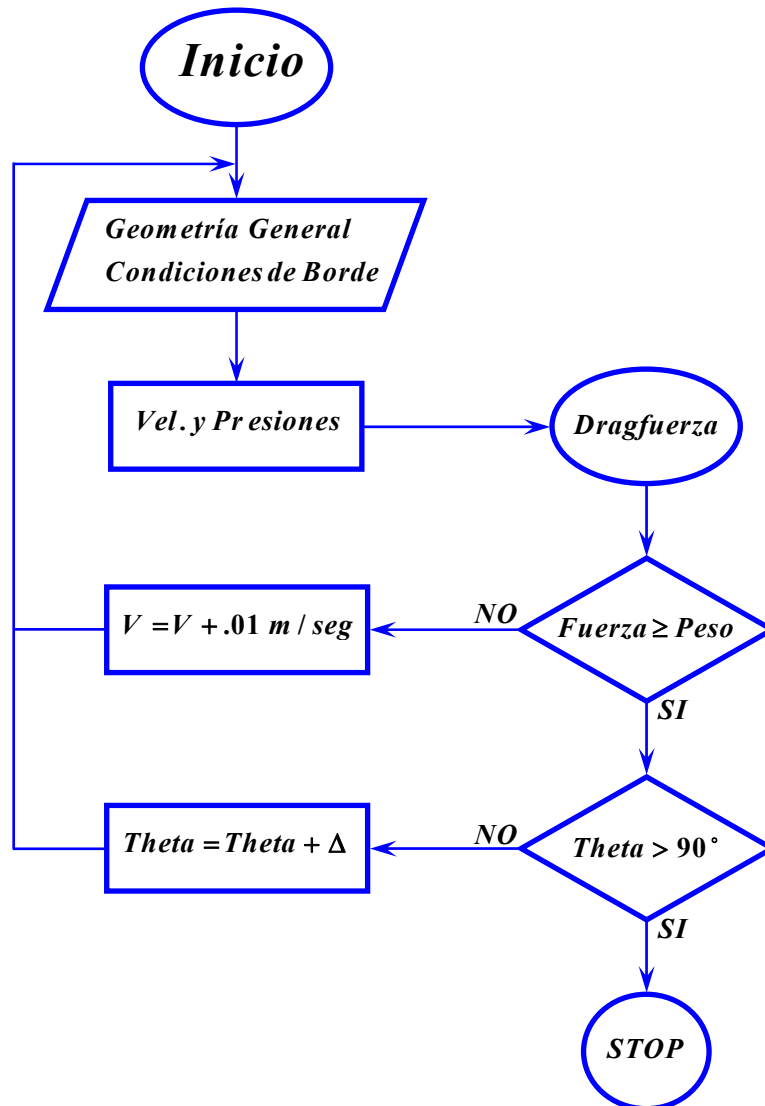 Inicio
Geometría General
Condiciones de Borde
Vel. y Presiones
Dragfuerza
V = V + .01 m / seg
NO
Fuerza ≥ Peso
SI
Theta = Theta + Δ
NO
Theta > 90°
SI
STOP